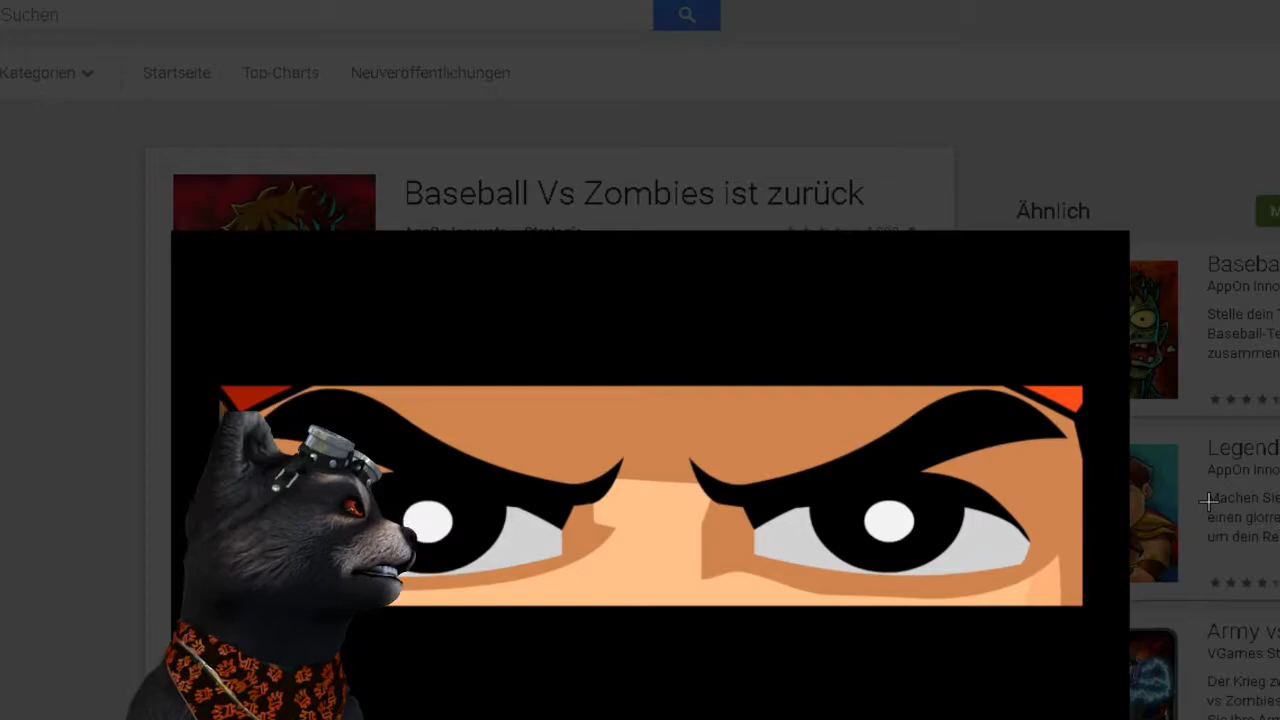 Suchen
Kategorien
Startseite
Top-Charts
Neuveröffentlichungen
Baseball Vs Zombies ist zurück
Ähnlich
Baseba
AppOn Inno
Stelle dein
Baseball-Te
zusammen
Legend
AppOn Inno
Machen Sie
einen glorre
um dein Re
Army vs
VGames St
Der Krieg z
vs Zombies